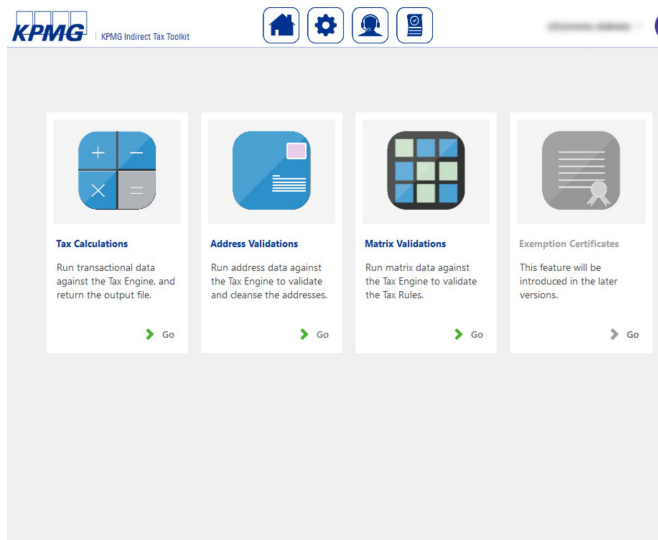 KPMG
KPMG Indirect Tax Toolkit
Tax Calculations
Run transactional data
against the Tax Engine, and
return the output file.
Go
Address Validations
Run address data against
the Tax Engine to validate
and cleanse the addresses.
Go
Matrix Validations
Run matrix data against
the Tax Engine to validate
the Tax Rules.
Go
Exemption Certificates
This feature will be
introduced in the later
versions.
Go